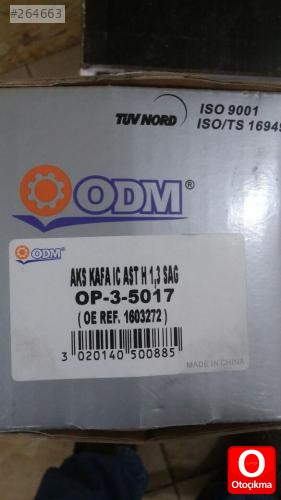 #264663
TUV NORD
ISO 9001
ISO/TS 16949
ODM®
ODM®
AKS KAFA IC AST H 1,3 SAG
OP-3-5017
( OE REF. 1603272 )
3 020140 500885
MADE IN CHINA
O
Otoçıkma